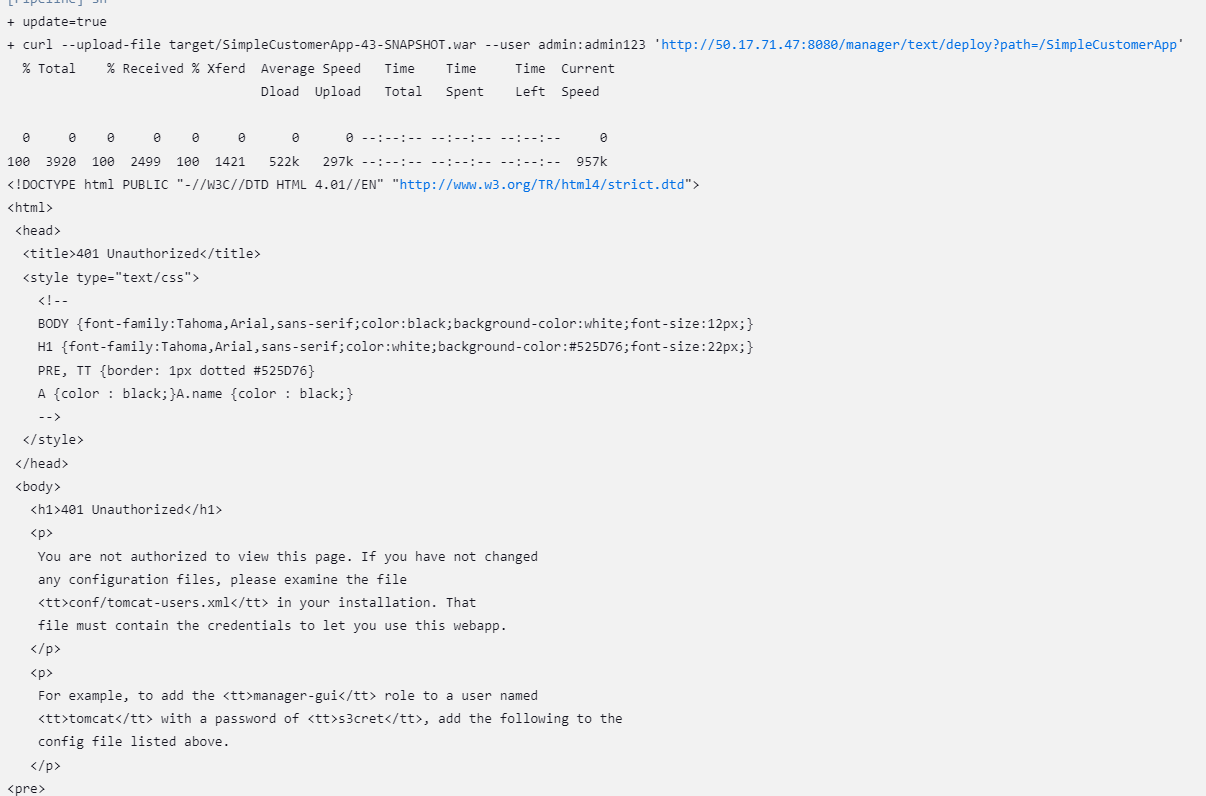 [Pipeline] sh
+ update=true
+ curl --upload-file target/SimpleCustomerApp-43-SNAPSHOT.war --user admin:admin123 'http://50.17.71.47:8080/manager/text/deploy?path=/SimpleCustomerApp'
  % Total    % Received % Xferd  Average Speed   Time    Time     Time  Current
                                 Dload  Upload   Total   Spent    Left  Speed

  0     0    0     0    0     0      0      0 --:--:-- --:--:-- --:--:--     0
100  3920  100  2499  100  1421   522k   297k --:--:-- --:--:-- --:--:--  957k
<!DOCTYPE html PUBLIC "-//W3C//DTD HTML 4.01//EN" "http://www.w3.org/TR/html4/strict.dtd">
<html>
 <head>
  <title>401 Unauthorized</title>
  <style type="text/css">
    <!--
    BODY {font-family:Tahoma,Arial,sans-serif;color:black;background-color:white;font-size:12px;}
    H1 {font-family:Tahoma,Arial,sans-serif;color:white;background-color:#525D76;font-size:22px;}
    PRE, TT {border: 1px dotted #525D76}
    A {color : black;}A.name {color : black;}
    -->
  </style>
 </head>
 <body>
   <h1>401 Unauthorized</h1>
   <p>
    You are not authorized to view this page. If you have not changed
    any configuration files, please examine the file
    <tt>conf/tomcat-users.xml</tt> in your installation. That
    file must contain the credentials to let you use this webapp.
   </p>
   <p>
    For example, to add the <tt>manager-gui</tt> role to a user named
    <tt>tomcat</tt> with a password of <tt>s3cret</tt>, add the following to the
    config file listed above.
   </p>
<pre>